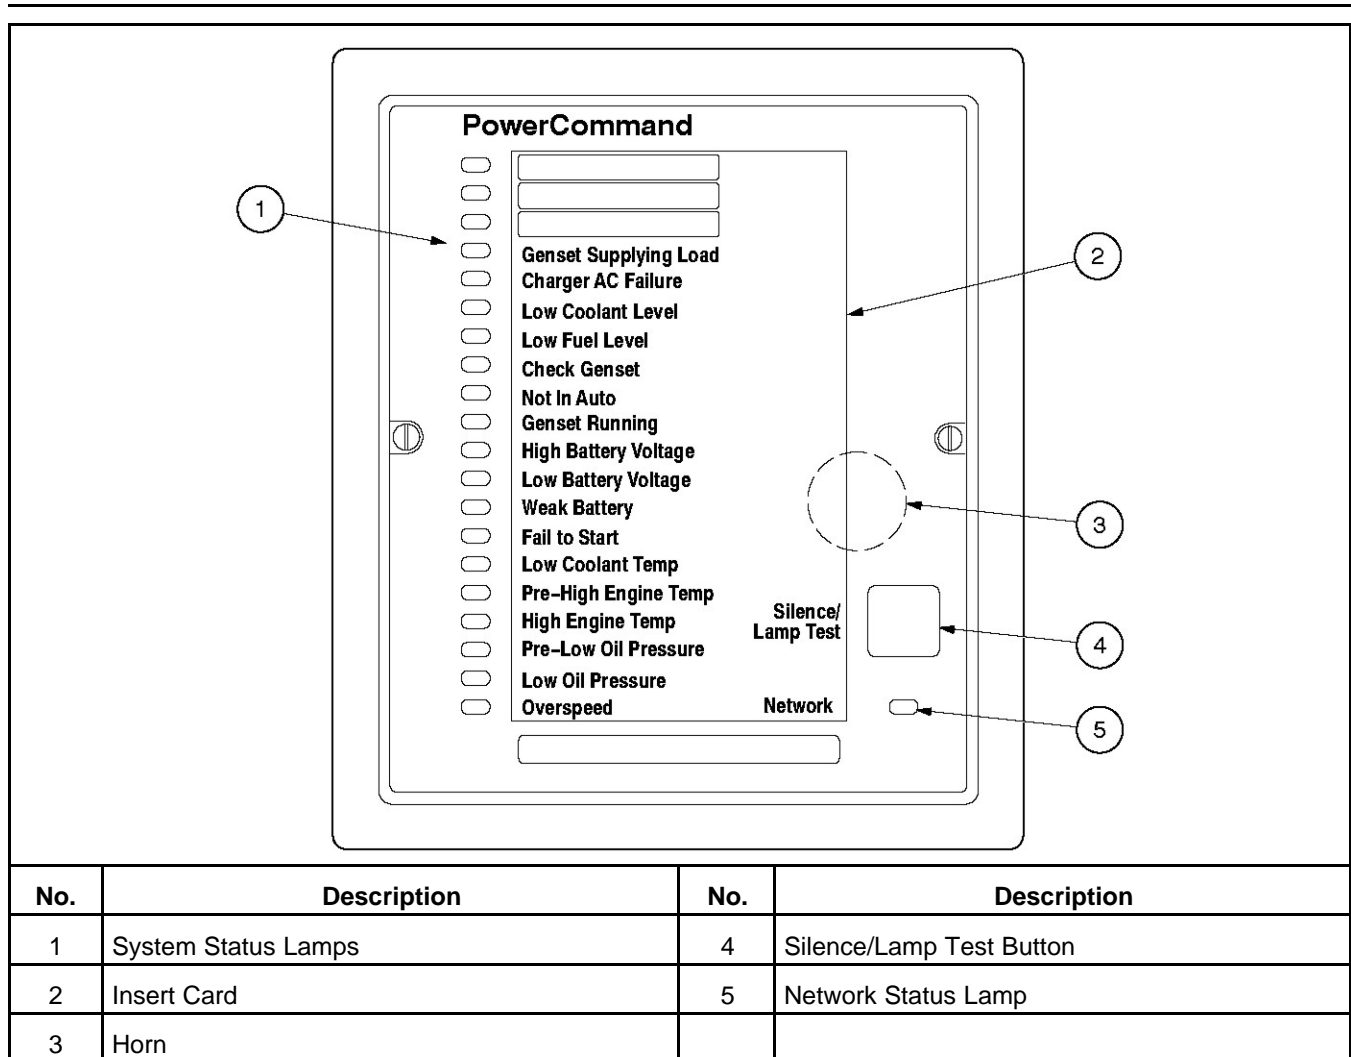 PowerCommand
1
Genset Supplying Load
2
Charger AC Failure
Low Coolant Level
Low Fuel Level
Check Genset
Not In Auto
Genset Running
High Battery Voltage
Low Battery Voltage
Weak Battery
3
Fail to Start
Low Coolant Temp
Pre–High Engine Temp
High Engine Temp
Silence/
Lamp Test
4
Pre–Low Oil Pressure
Low Oil Pressure
Overspeed
Network
5
No. Description No. Description
1 System Status Lamps 4 Silence/Lamp Test Button
2 Insert Card 5 Network Status Lamp
3 Horn